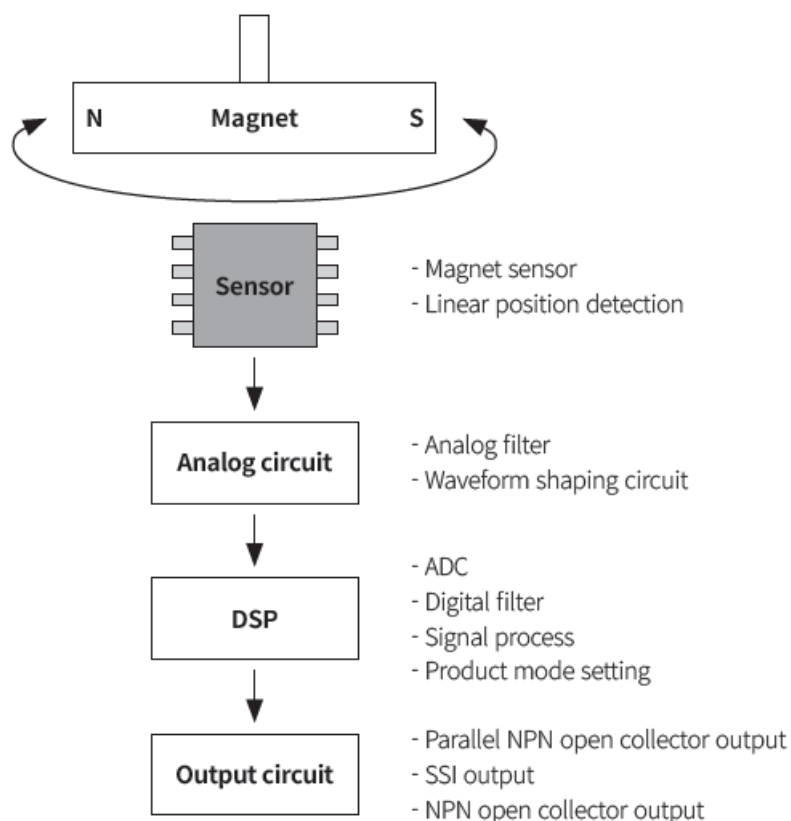 N Magnet S
Sensor
- Magnet sensor
- Linear position detection
Analog circuit
- Analog filter
- Waveform shaping circuit
DSP
- ADC
- Digital filter
- Signal process
- Product mode setting
Output circuit
- Parallel NPN open collector output
- SSI output
- NPN open collector output